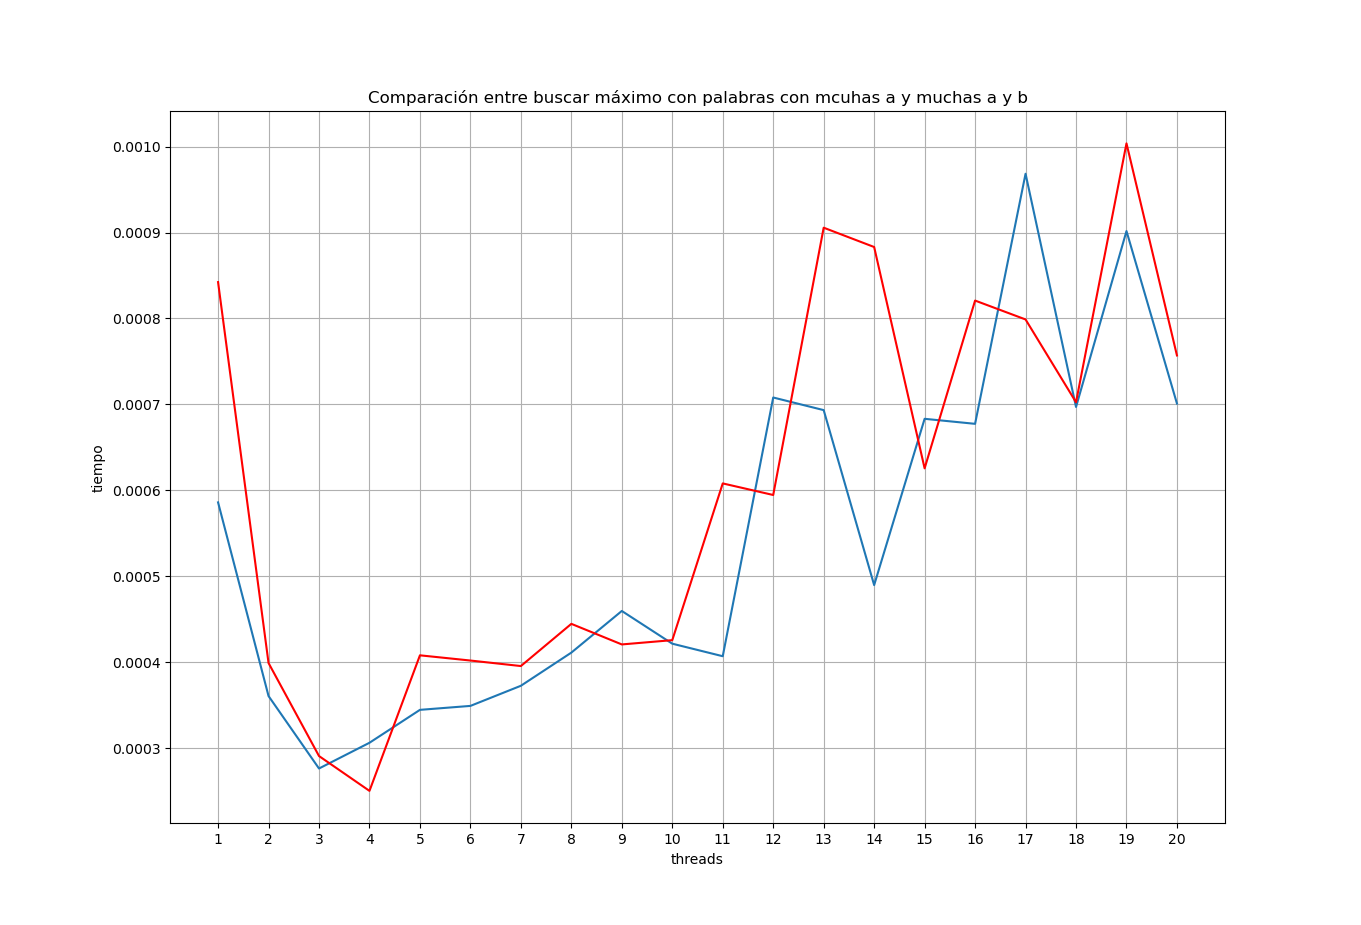 Comparación entre buscar máximo con palabras con mcuhas a y muchas a y b
0.0010
0.0009
0.0008
0.0007
0.0006
0.0005
0.0004
0.0003
tiempo
1 2 3 4 5 6 7 8 9 10 11 12 13 14 15 16 17 18 19 20
threads